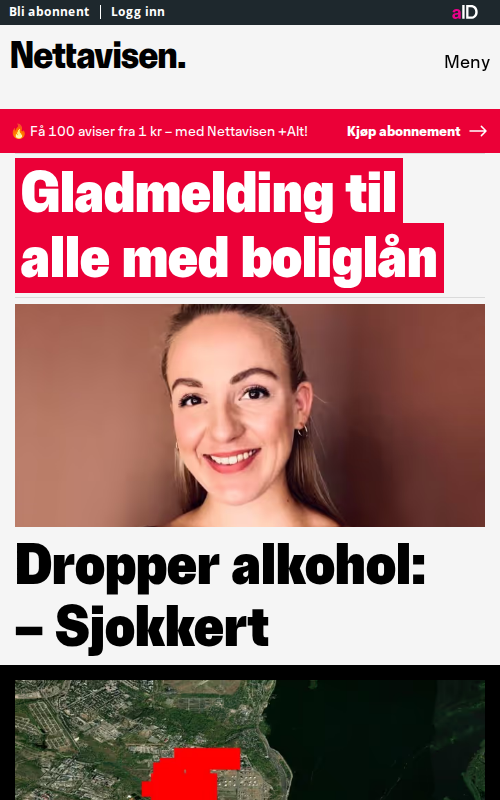 Bli abonnent | Logg inn
aID
Nettavisen.
Meny
🔥 Få 100 aviser fra 1 kr – med Nettavisen +Alt!
Kjøp abonnement →
Gladmelding til
alle med boliglån
Dropper alkohol:
– Sjokkert